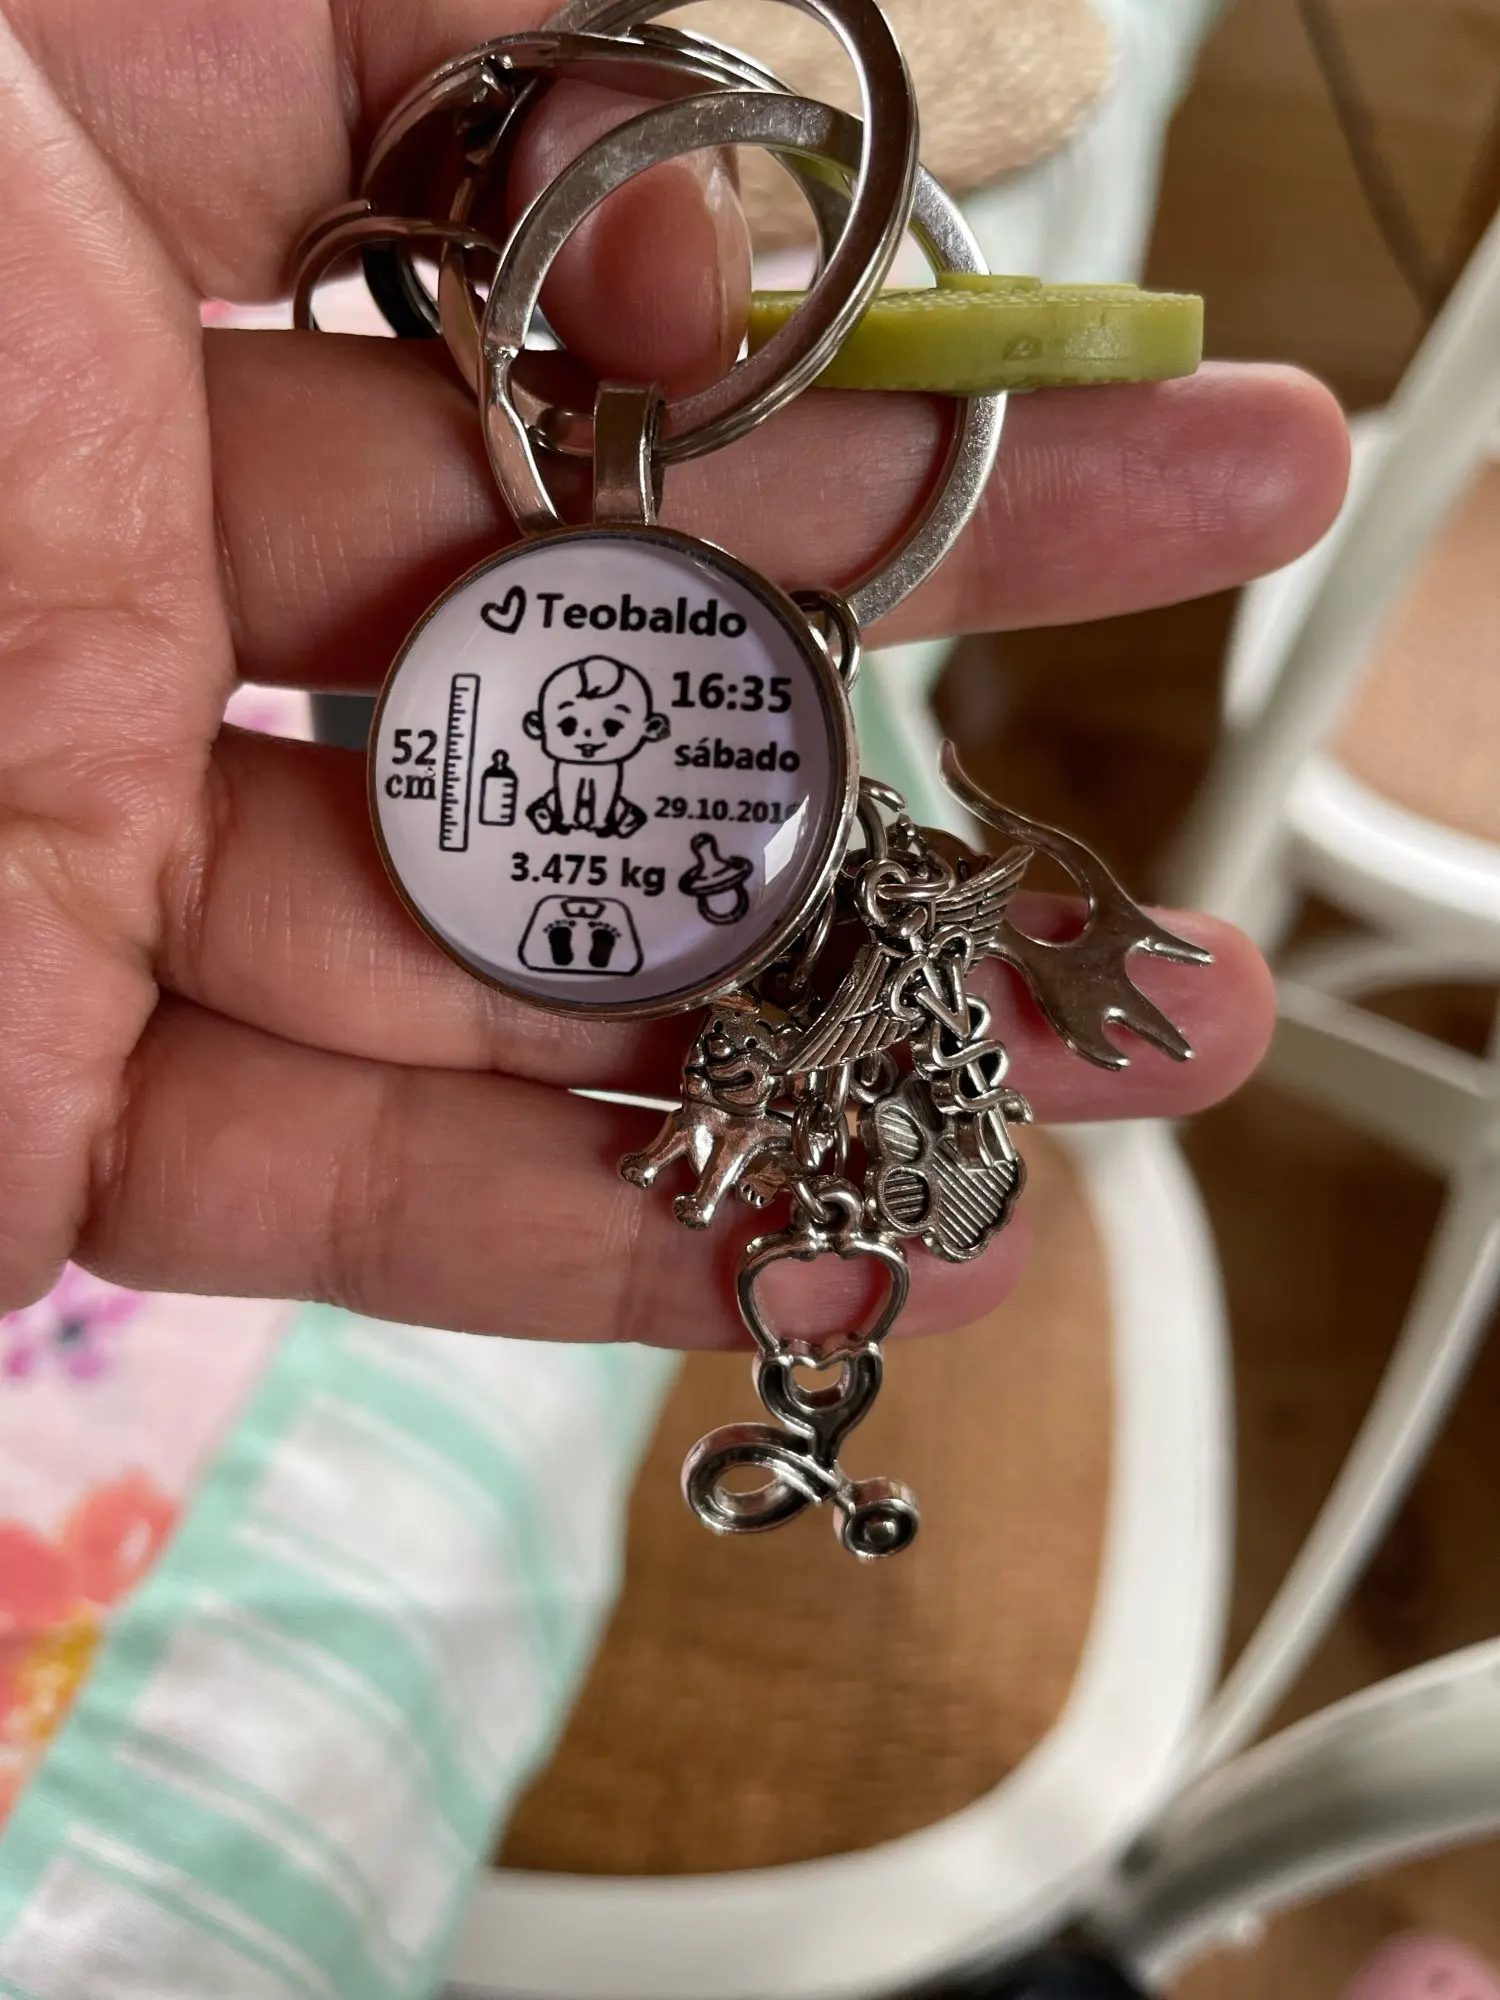 Teobaldo
16:35
52
cm
sábado
29.10.2016
3.475 kg